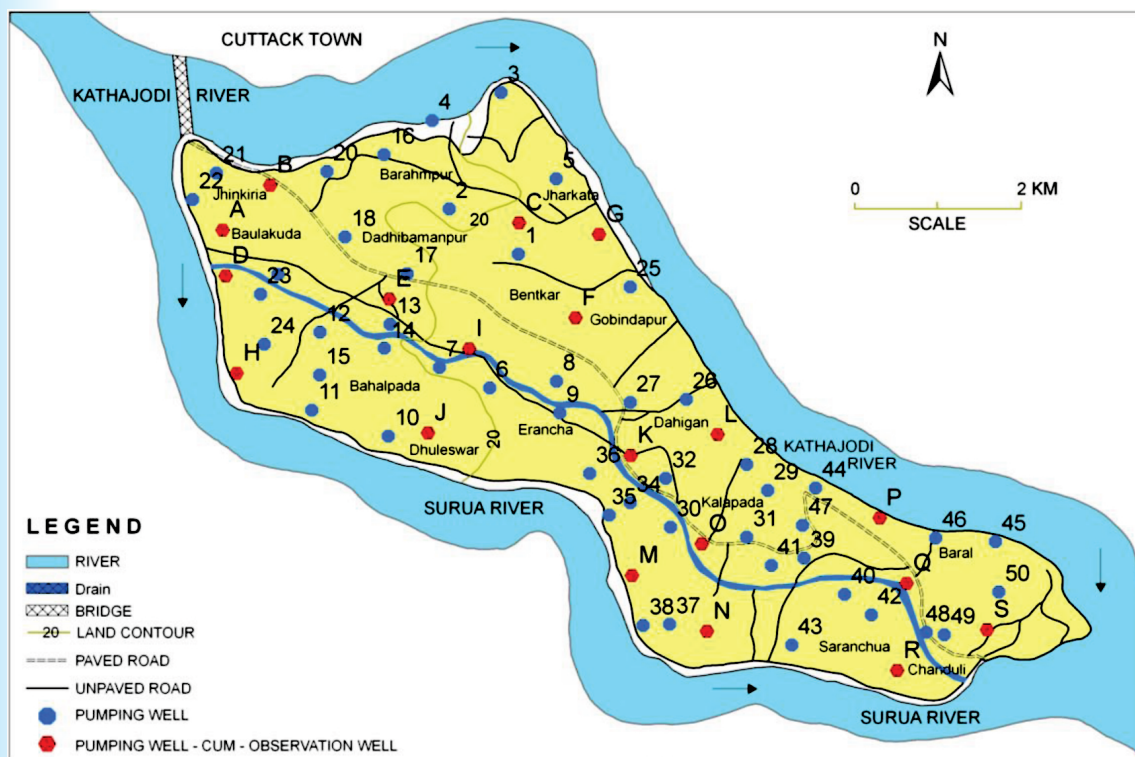 CUTTACK TOWN
N
3
KATHAJODI RIVER
4
16
21
B
20
Barahmpur
5
22
Jhinkiria
2
Jharkata
0
2 KM
A
C
20
G
SCALE
Baulakuda
18
Dadhibamanpur
1
D
17
25
23
E
Bentkar
F
13
Gobindapur
12
14
I
24
7
H
15
6
8
27
26
11
Bahalpada
9
10
J
Erancha
Dahigan
L
Dhuleswar
20
K
KATHAJODI
RIVER
36
32
28
29
44
SURUA RIVER
35
34
30
Kalapada
P
O
31
47
46
45
LEGEND
41
39
Baral
RIVER
M
Q
50
Drain
40
42
BRIDGE
38
37
N
48
49
S
20 LAND CONTOUR
43
Saranchua
R
PAVED ROAD
Chanduli
UNPAVED ROAD
PUMPING WELL
SURUA RIVER
PUMPING WELL - CUM - OBSERVATION WELL